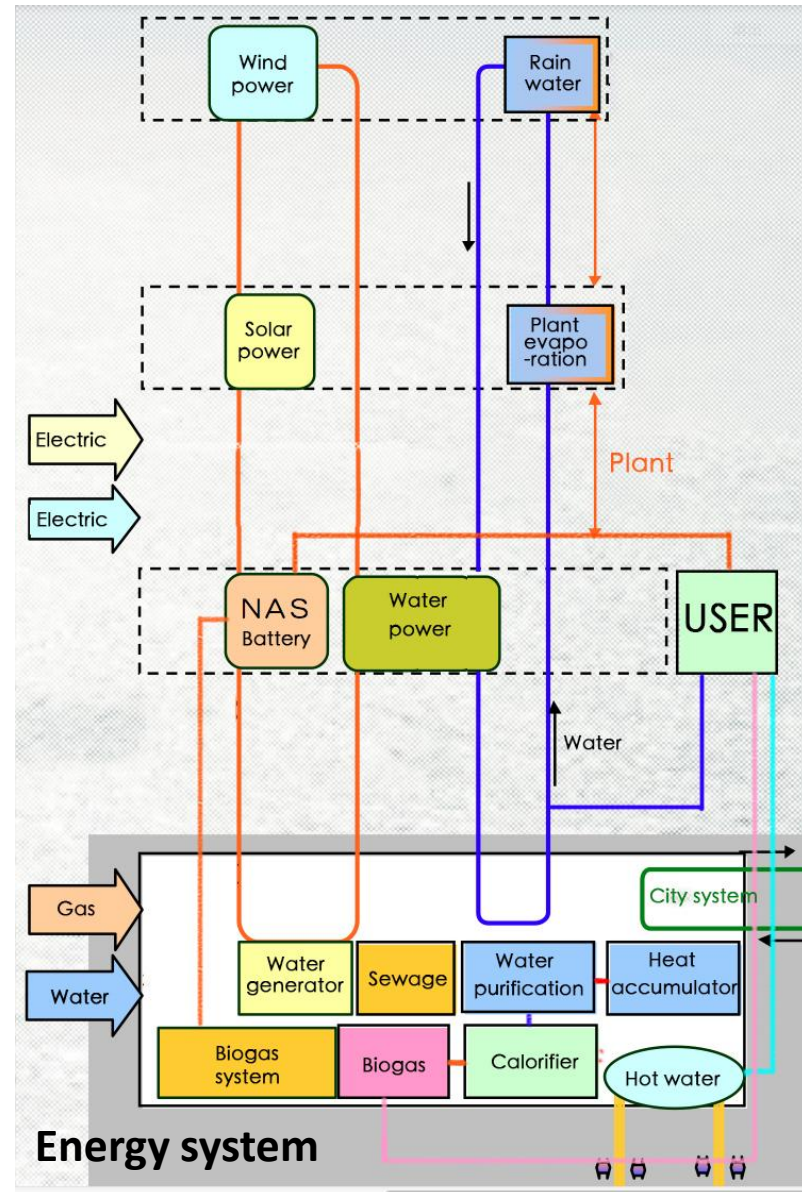 Wind
power
Rain
water
Solar
power
Plant
evapo
-ration
Electric
Plant
Electric
NAS
Battery
Water
power
USER
Water
Gas
City system
Water
generator
Sewage
Water
purification
Heat
accumulator
Water
Biogas
system
Biogas
Calorifier
Hot water
Energy system